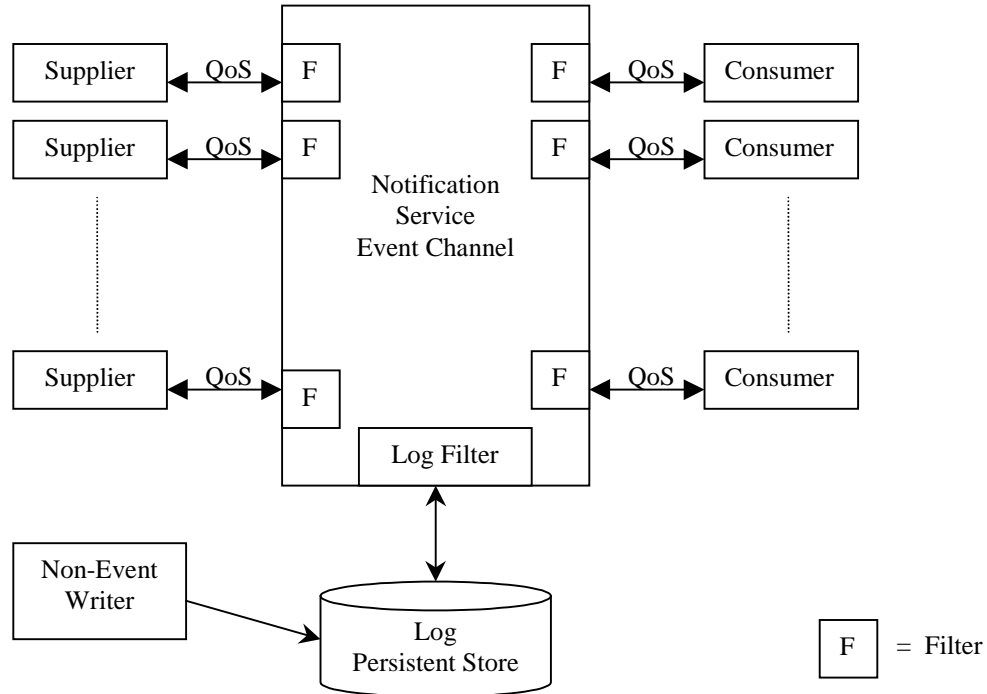 Supplier
QoS
F
F
QoS
Consumer
Supplier
QoS
F
F
QoS
Consumer
Notification
Service
Event Channel
Supplier
QoS
F
F
QoS
Consumer
Log Filter
Non-Event
Writer
Log
Persistent Store
F = Filter